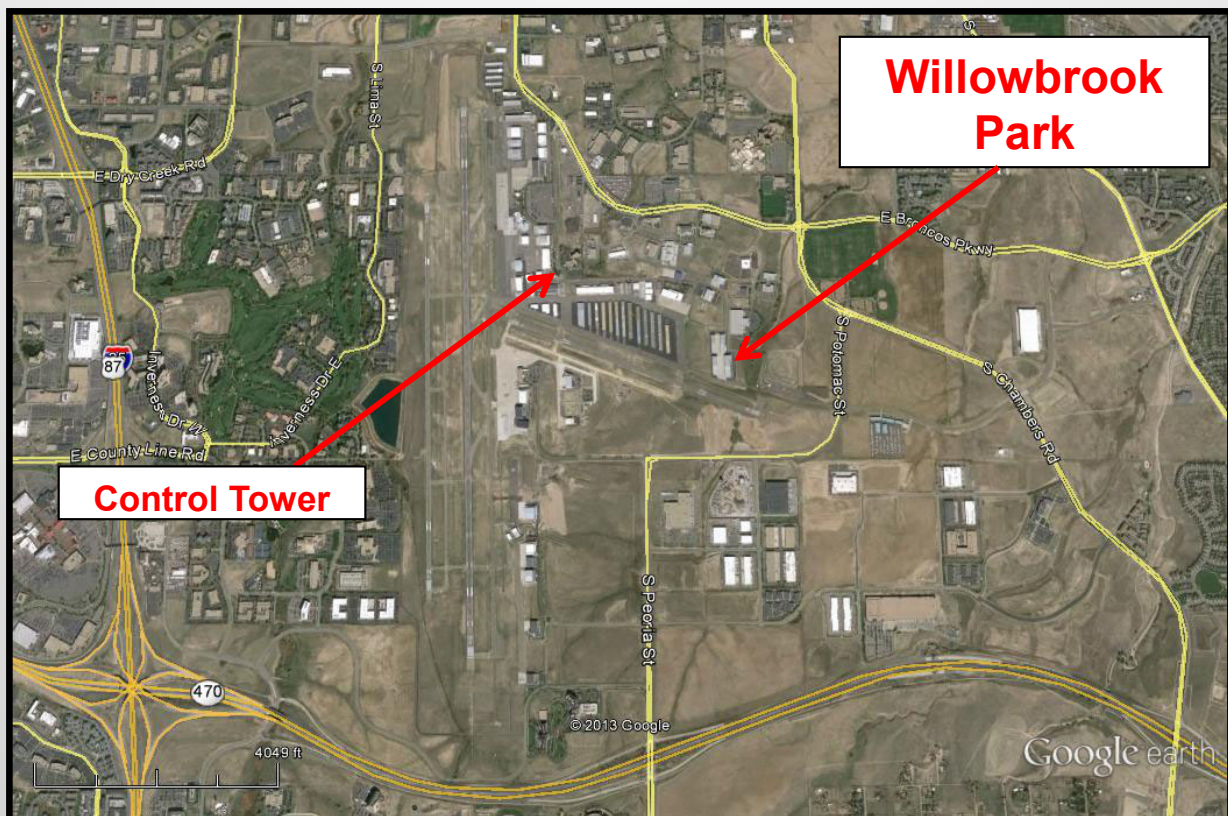 S
Willowbrook
Park
S Lima St
E Dry Creek Rd
E Broncos Pkwy
S Potomac St
87
Inverness Dr W
Inverness Dr E
S Chambers Rd
E County Line Rd
Control Tower
S Peoria St
470
© 2013 Google
4049 ft
Google earth